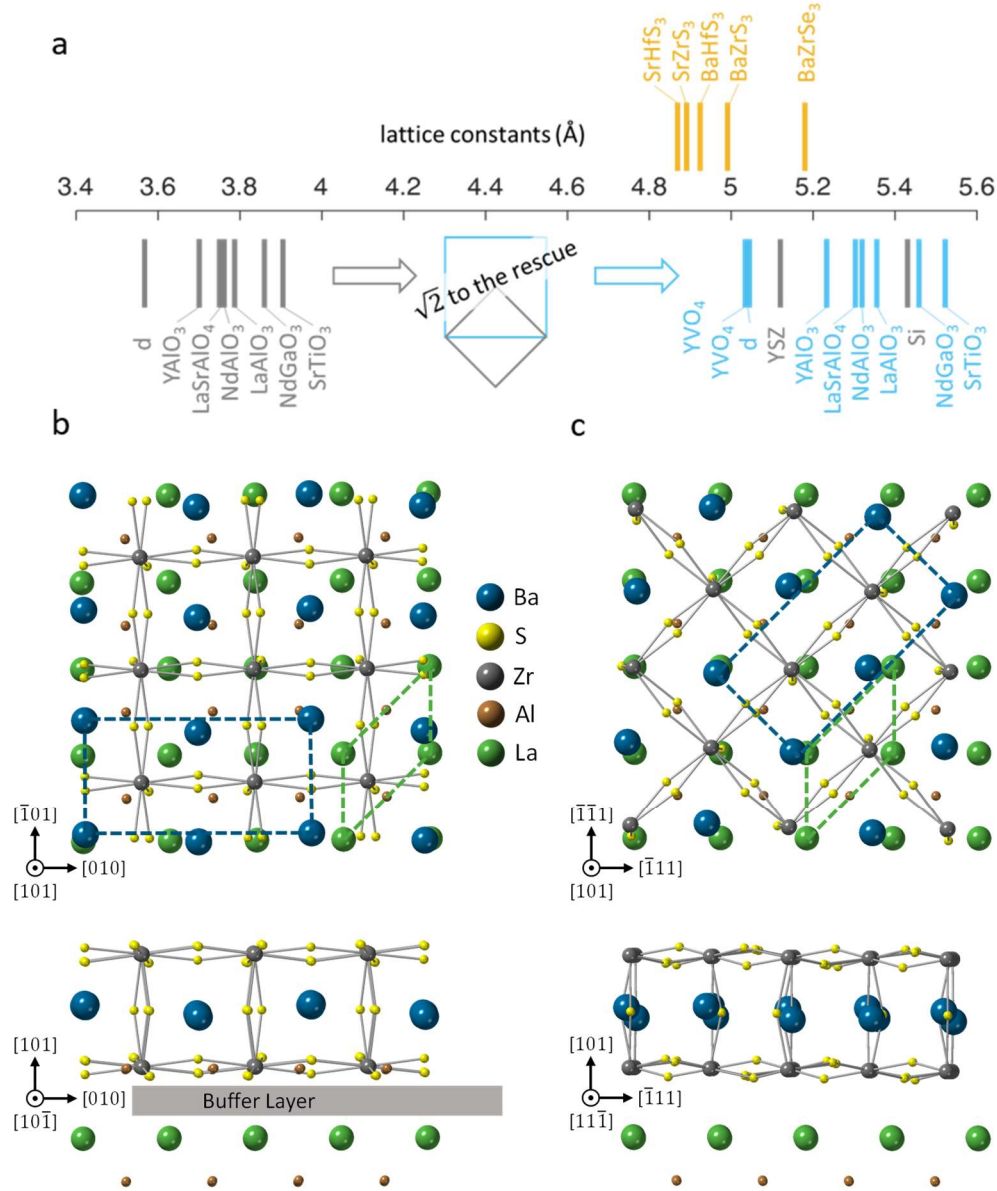 a
SrHfS₃
SrZrS₃
BaHfS₃
BaZrS₃
BaZrSe₃
lattice constants (Å)
3.4 3.6 3.8 4 4.2 4.4 4.6 4.8 5 5.2 5.4 5.6
√2 to the rescue
d
YAlO₃
LaSrAlO₄
NdAlO₃
LaAlO₃
NdGaO₃
SrTiO₃
YVO₄
YVO₄
d
YSZ
YAlO₃
LaSrAlO₄
NdAlO₃
LaAlO₃
Si
NdGaO₃
SrTiO₃
b
c
Ba
S
Zr
Al
La
[1̅01]
[010]
[101]
[1̅1̅1]
[1̅11]
[101]
[101]
[010]
[101̅]
Buffer Layer
[101]
[1̅11]
[111̅]